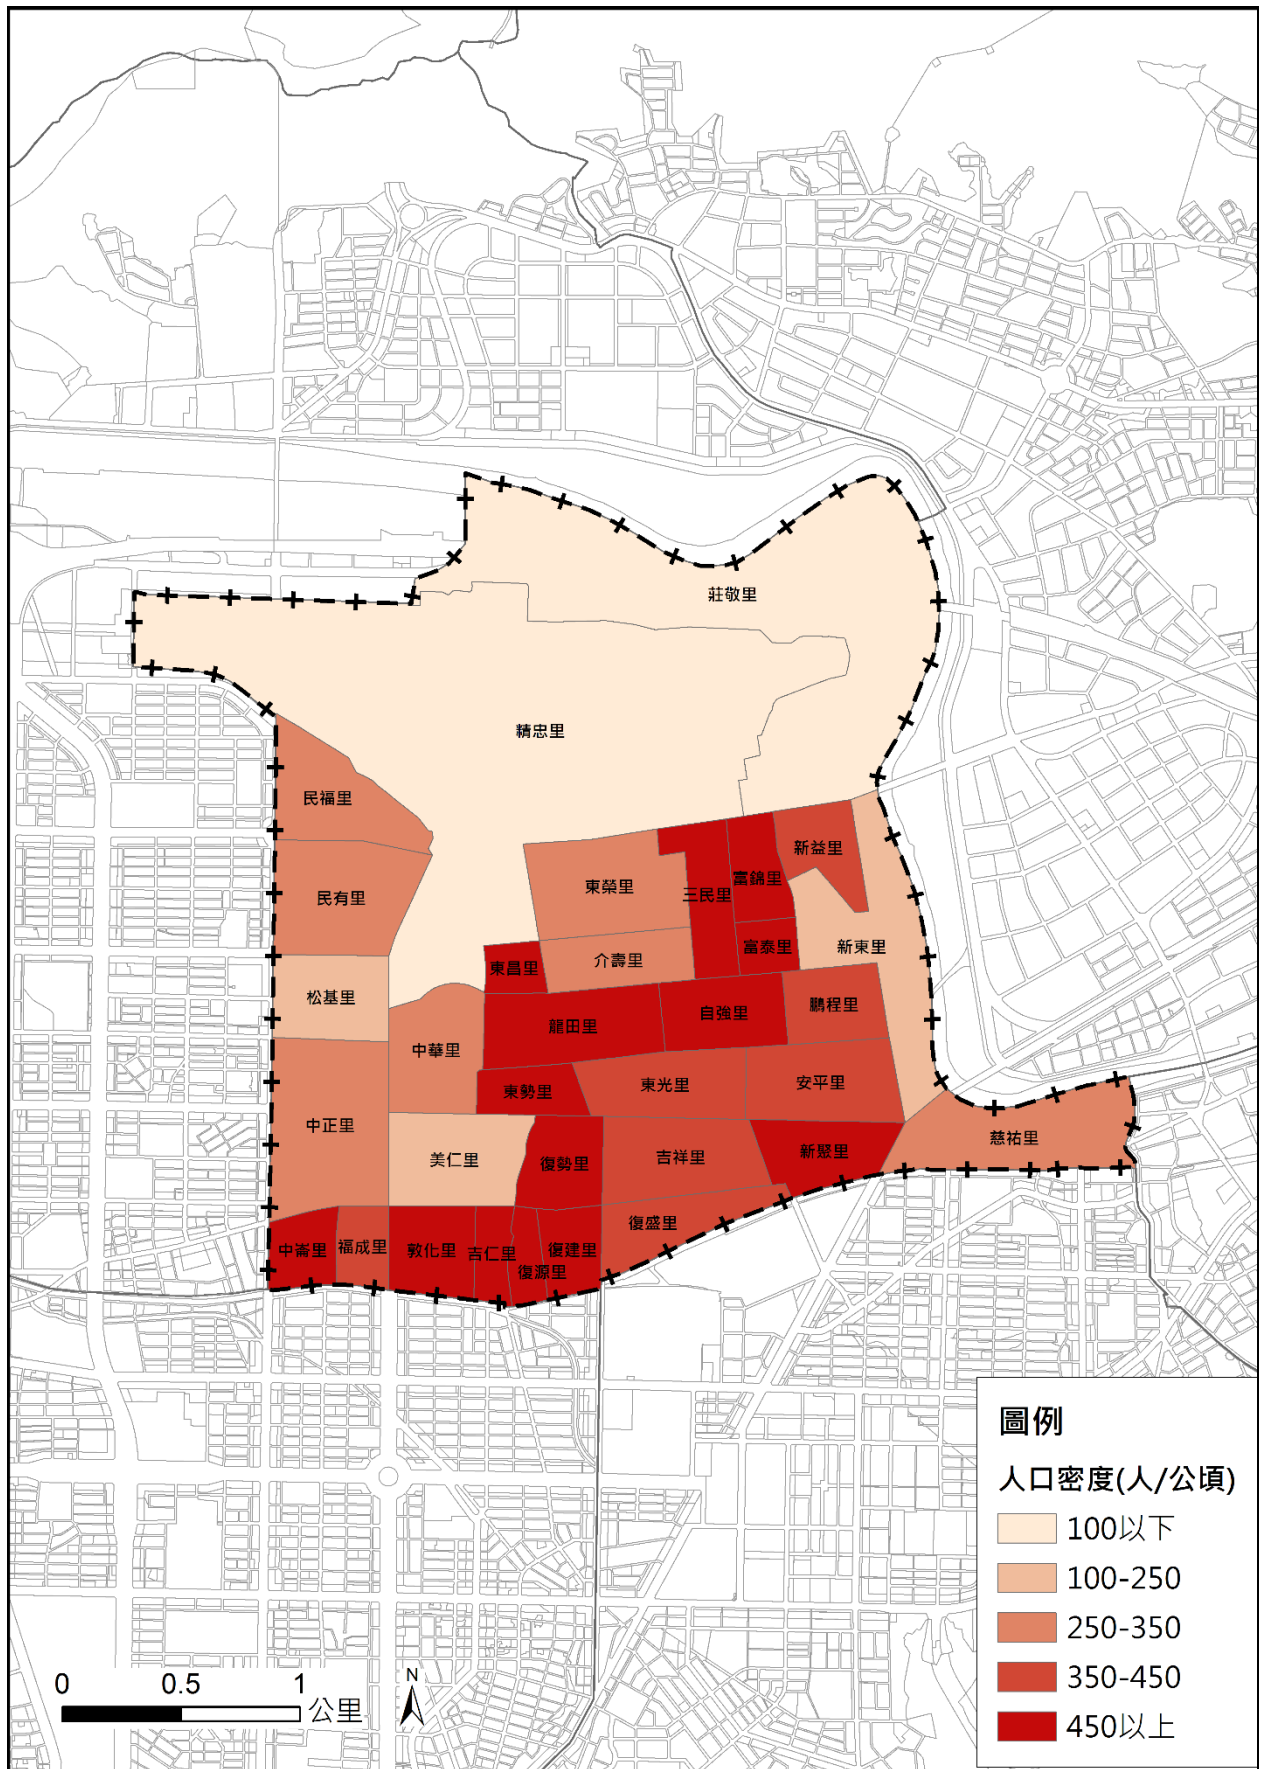 莊敬里
精忠里
民福里
新益里
富錦里
東榮里
三民里
民有里
富泰里
新東里
介壽里
東昌里
松基里
鵬程里
自強里
龍田里
中華里
安平里
東光里
東勢里
中正里
慈祐里
新聚里
吉祥里
美仁里
復勢里
復盛里
中崙里
福成里
敦化里
吉仁里
復建里
復源里
圖例
人口密度(人/公頃)
100以下
100-250
250-350
350-450
450以上
0 0.5 1
公里
N